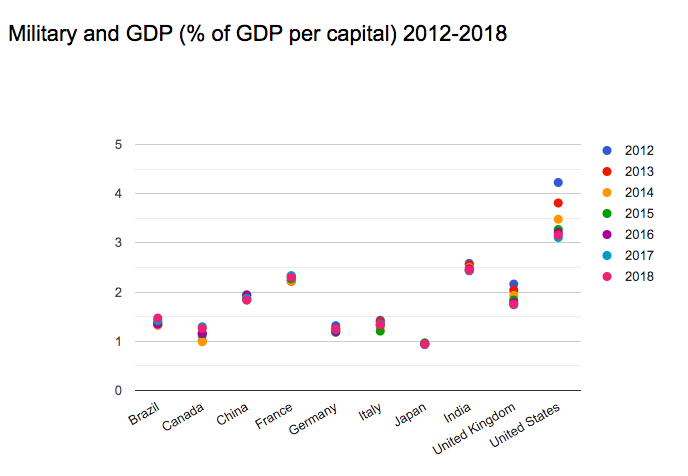 Military and GDP (% of GDP per capital) 2012-2018
5
4
3
2
1
0
Brazil
Canada
China
France
Germany
Italy
Japan
India
United Kingdom
United States
2012
2013
2014
2015
2016
2017
2018